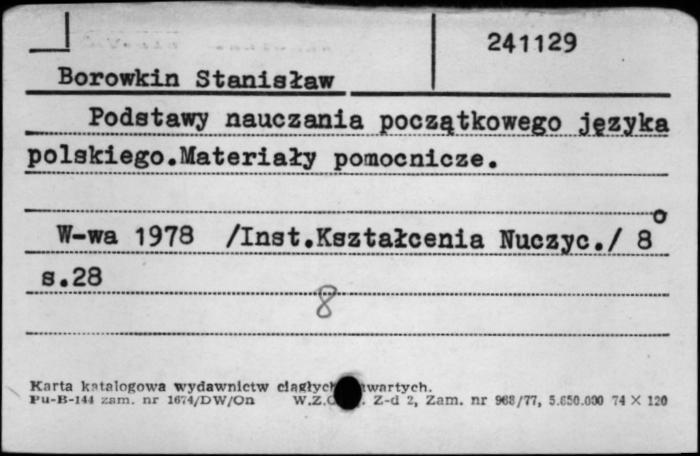 241129
Borowkin Stanisław
Podstawy nauczania początkowego języka
polskiego.Materiały pomocnicze.
W-wa 1978 /Inst.Kształcenia Nuczyc./ 8o
s.28
8
Karta katalogowa wydawnictw ciągłych wartych.
Pu-B-144 zam. nr 1674/DW/On W.Z. Z-d 2, Zam. nr 968/77, 5.650.000 74 X 120